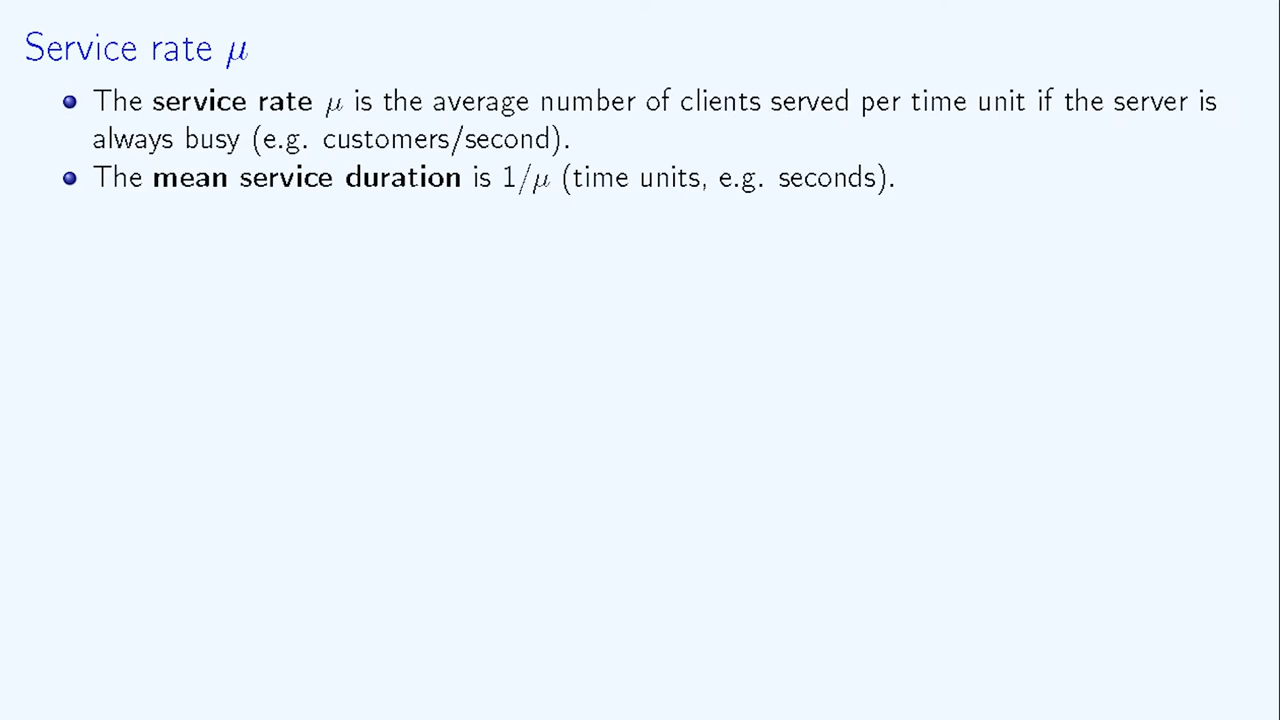 Service rate μ
The service rate μ is the average number of clients served per time unit if the server is
always busy (e.g. customers/second).
The mean service duration is 1/μ (time units, e.g. seconds).